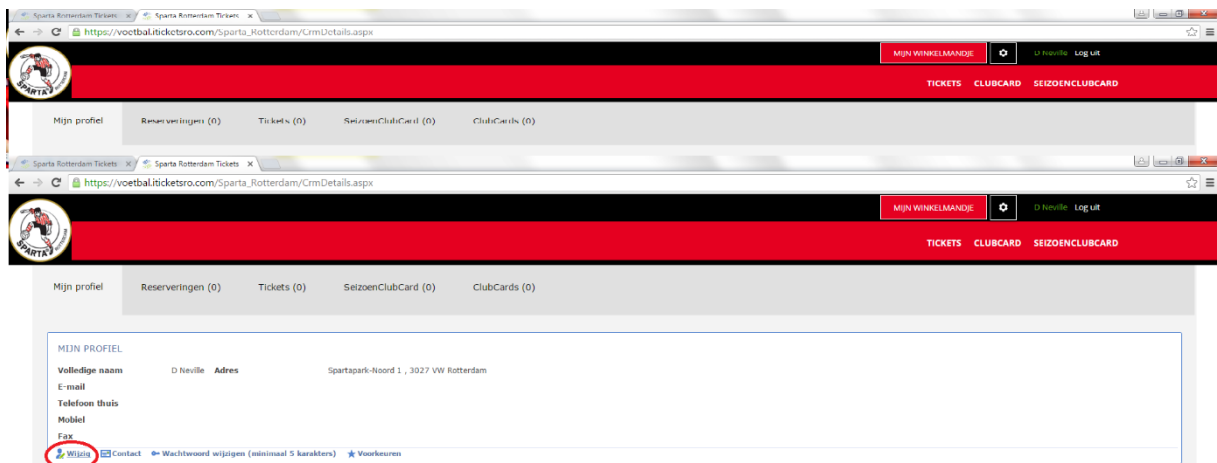 Sparta Rotterdam Tickets × Sparta Rotterdam Tickets ×
https://voetbal.iticketsro.com/Sparta_Rotterdam/CrmDetails.aspx
MIJN WINKELMANDJE D Neville Log uit
SPARTA ROTTERDAM
TICKETS CLUBCARD SEIZOENCLUBCARD
Mijn profiel Reserveringen (0) Tickets (0) SeizoenClubCard (0) ClubCards (0)
Sparta Rotterdam Tickets × Sparta Rotterdam Tickets ×
https://voetbal.iticketsro.com/Sparta_Rotterdam/CrmDetails.aspx
MIJN WINKELMANDJE D Neville Log uit
SPARTA ROTTERDAM
TICKETS CLUBCARD SEIZOENCLUBCARD
Mijn profiel Reserveringen (0) Tickets (0) SeizoenClubCard (0) ClubCards (0)
MIJN PROFIEL
Volledige naam D Neville Adres Spartapark-Noord 1 , 3027 VW Rotterdam
E-mail
Telefoon thuis
Mobiel
Fax
Wijzig Contact Wachtwoord wijzigen (minimaal 5 karakters) Voorkeuren